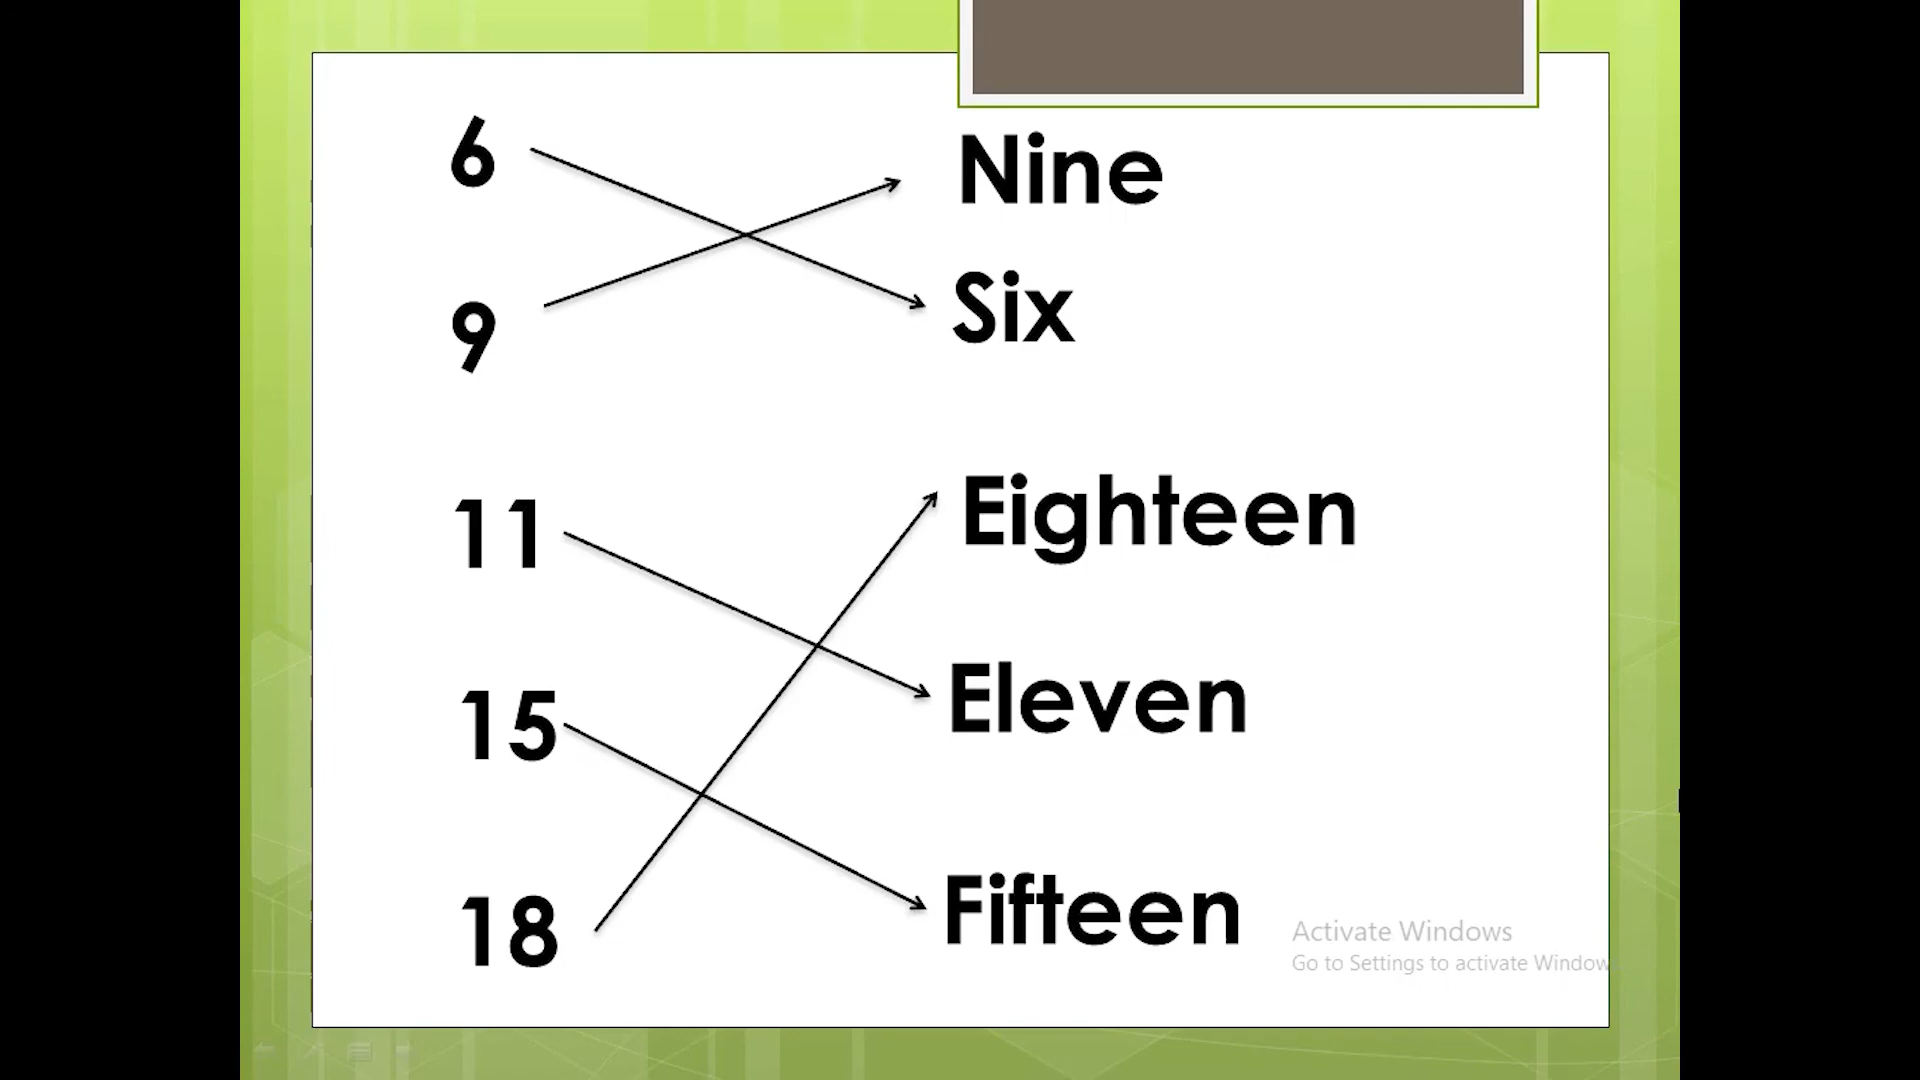 6 Nine
9 Six
11 Eighteen
15 Eleven
18 Fifteen
Activate Windows
Go to Settings to activate Window